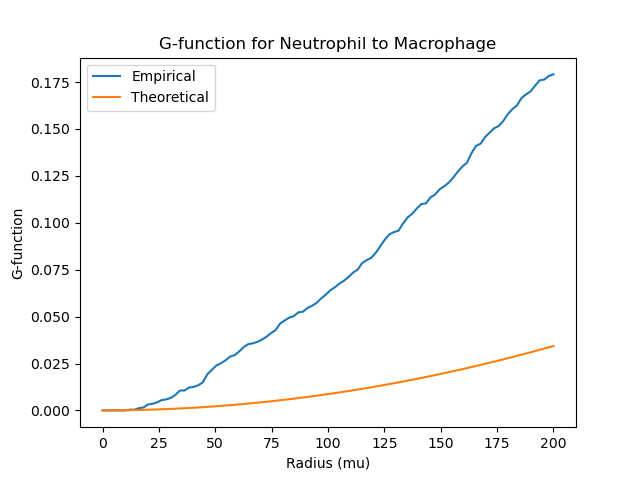 G-function for Neutrophil to Macrophage
Empirical
Theoretical
G-function
0.175
0.150
0.125
0.100
0.075
0.050
0.025
0.000
0 25 50 75 100 125 150 175 200
Radius (mu)